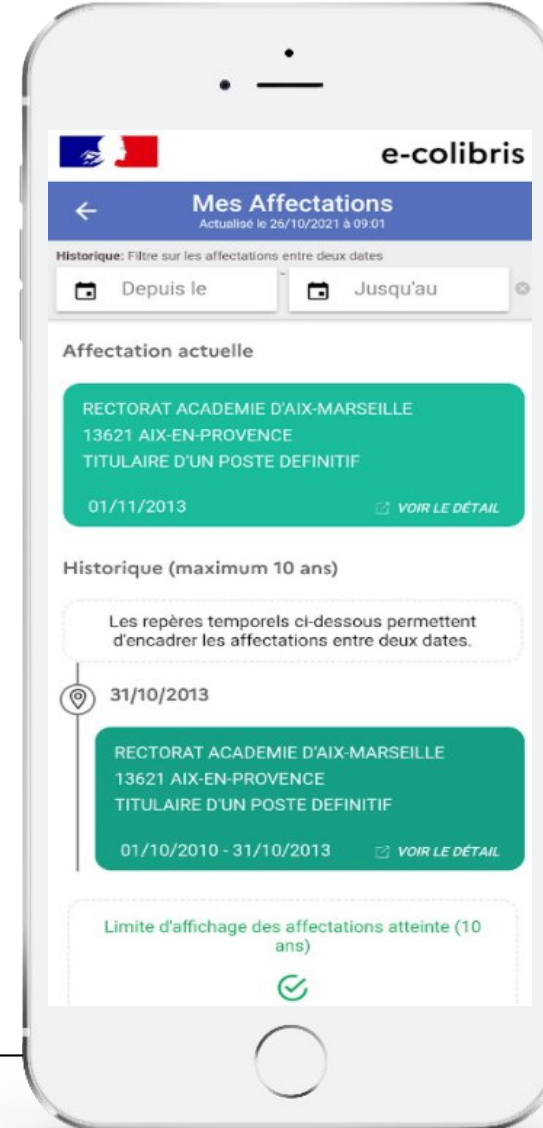 e-colibris
Mes Affectations
Actualisé le 26/10/2021 à 09:01
Historique: Filtre sur les affectations entre deux dates
Depuis le - Jusqu'au
Affectation actuelle
RECTORAT ACADEMIE D'AIX-MARSEILLE
13621 AIX-EN-PROVENCE
TITULAIRE D'UN POSTE DEFINITIF
01/11/2013 VOIR LE DÉTAIL
Historique (maximum 10 ans)
Les repères temporels ci-dessous permettent
d'encadrer les affectations entre deux dates.
31/10/2013
RECTORAT ACADEMIE D'AIX-MARSEILLE
13621 AIX-EN-PROVENCE
TITULAIRE D'UN POSTE DEFINITIF
01/10/2010 - 31/10/2013 VOIR LE DÉTAIL
Limite d'affichage des affectations atteinte (10
ans)